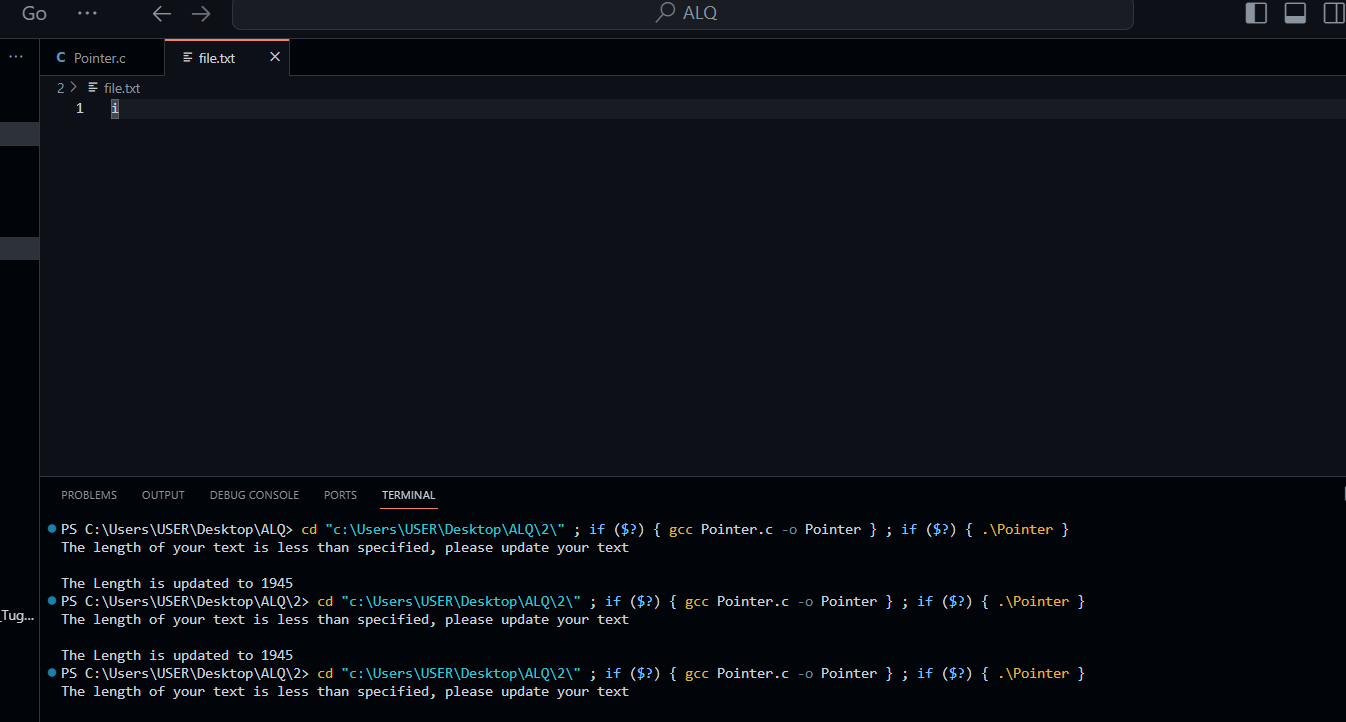 Go ··· ← → ALQ
··· C Pointer.c file.txt ×
2 > file.txt
1 i
PROBLEMS OUTPUT DEBUG CONSOLE PORTS TERMINAL
PS C:\Users\USER\Desktop\ALQ> cd "c:\Users\USER\Desktop\ALQ\2\" ; if ($?) { gcc Pointer.c -o Pointer } ; if ($?) { .\Pointer }
The length of your text is less than specified, please update your text
The Length is updated to 1945
PS C:\Users\USER\Desktop\ALQ\2> cd "c:\Users\USER\Desktop\ALQ\2\" ; if ($?) { gcc Pointer.c -o Pointer } ; if ($?) { .\Pointer }
_Tug...
The length of your text is less than specified, please update your text
The Length is updated to 1945
PS C:\Users\USER\Desktop\ALQ\2> cd "c:\Users\USER\Desktop\ALQ\2\" ; if ($?) { gcc Pointer.c -o Pointer } ; if ($?) { .\Pointer }
The length of your text is less than specified, please update your text